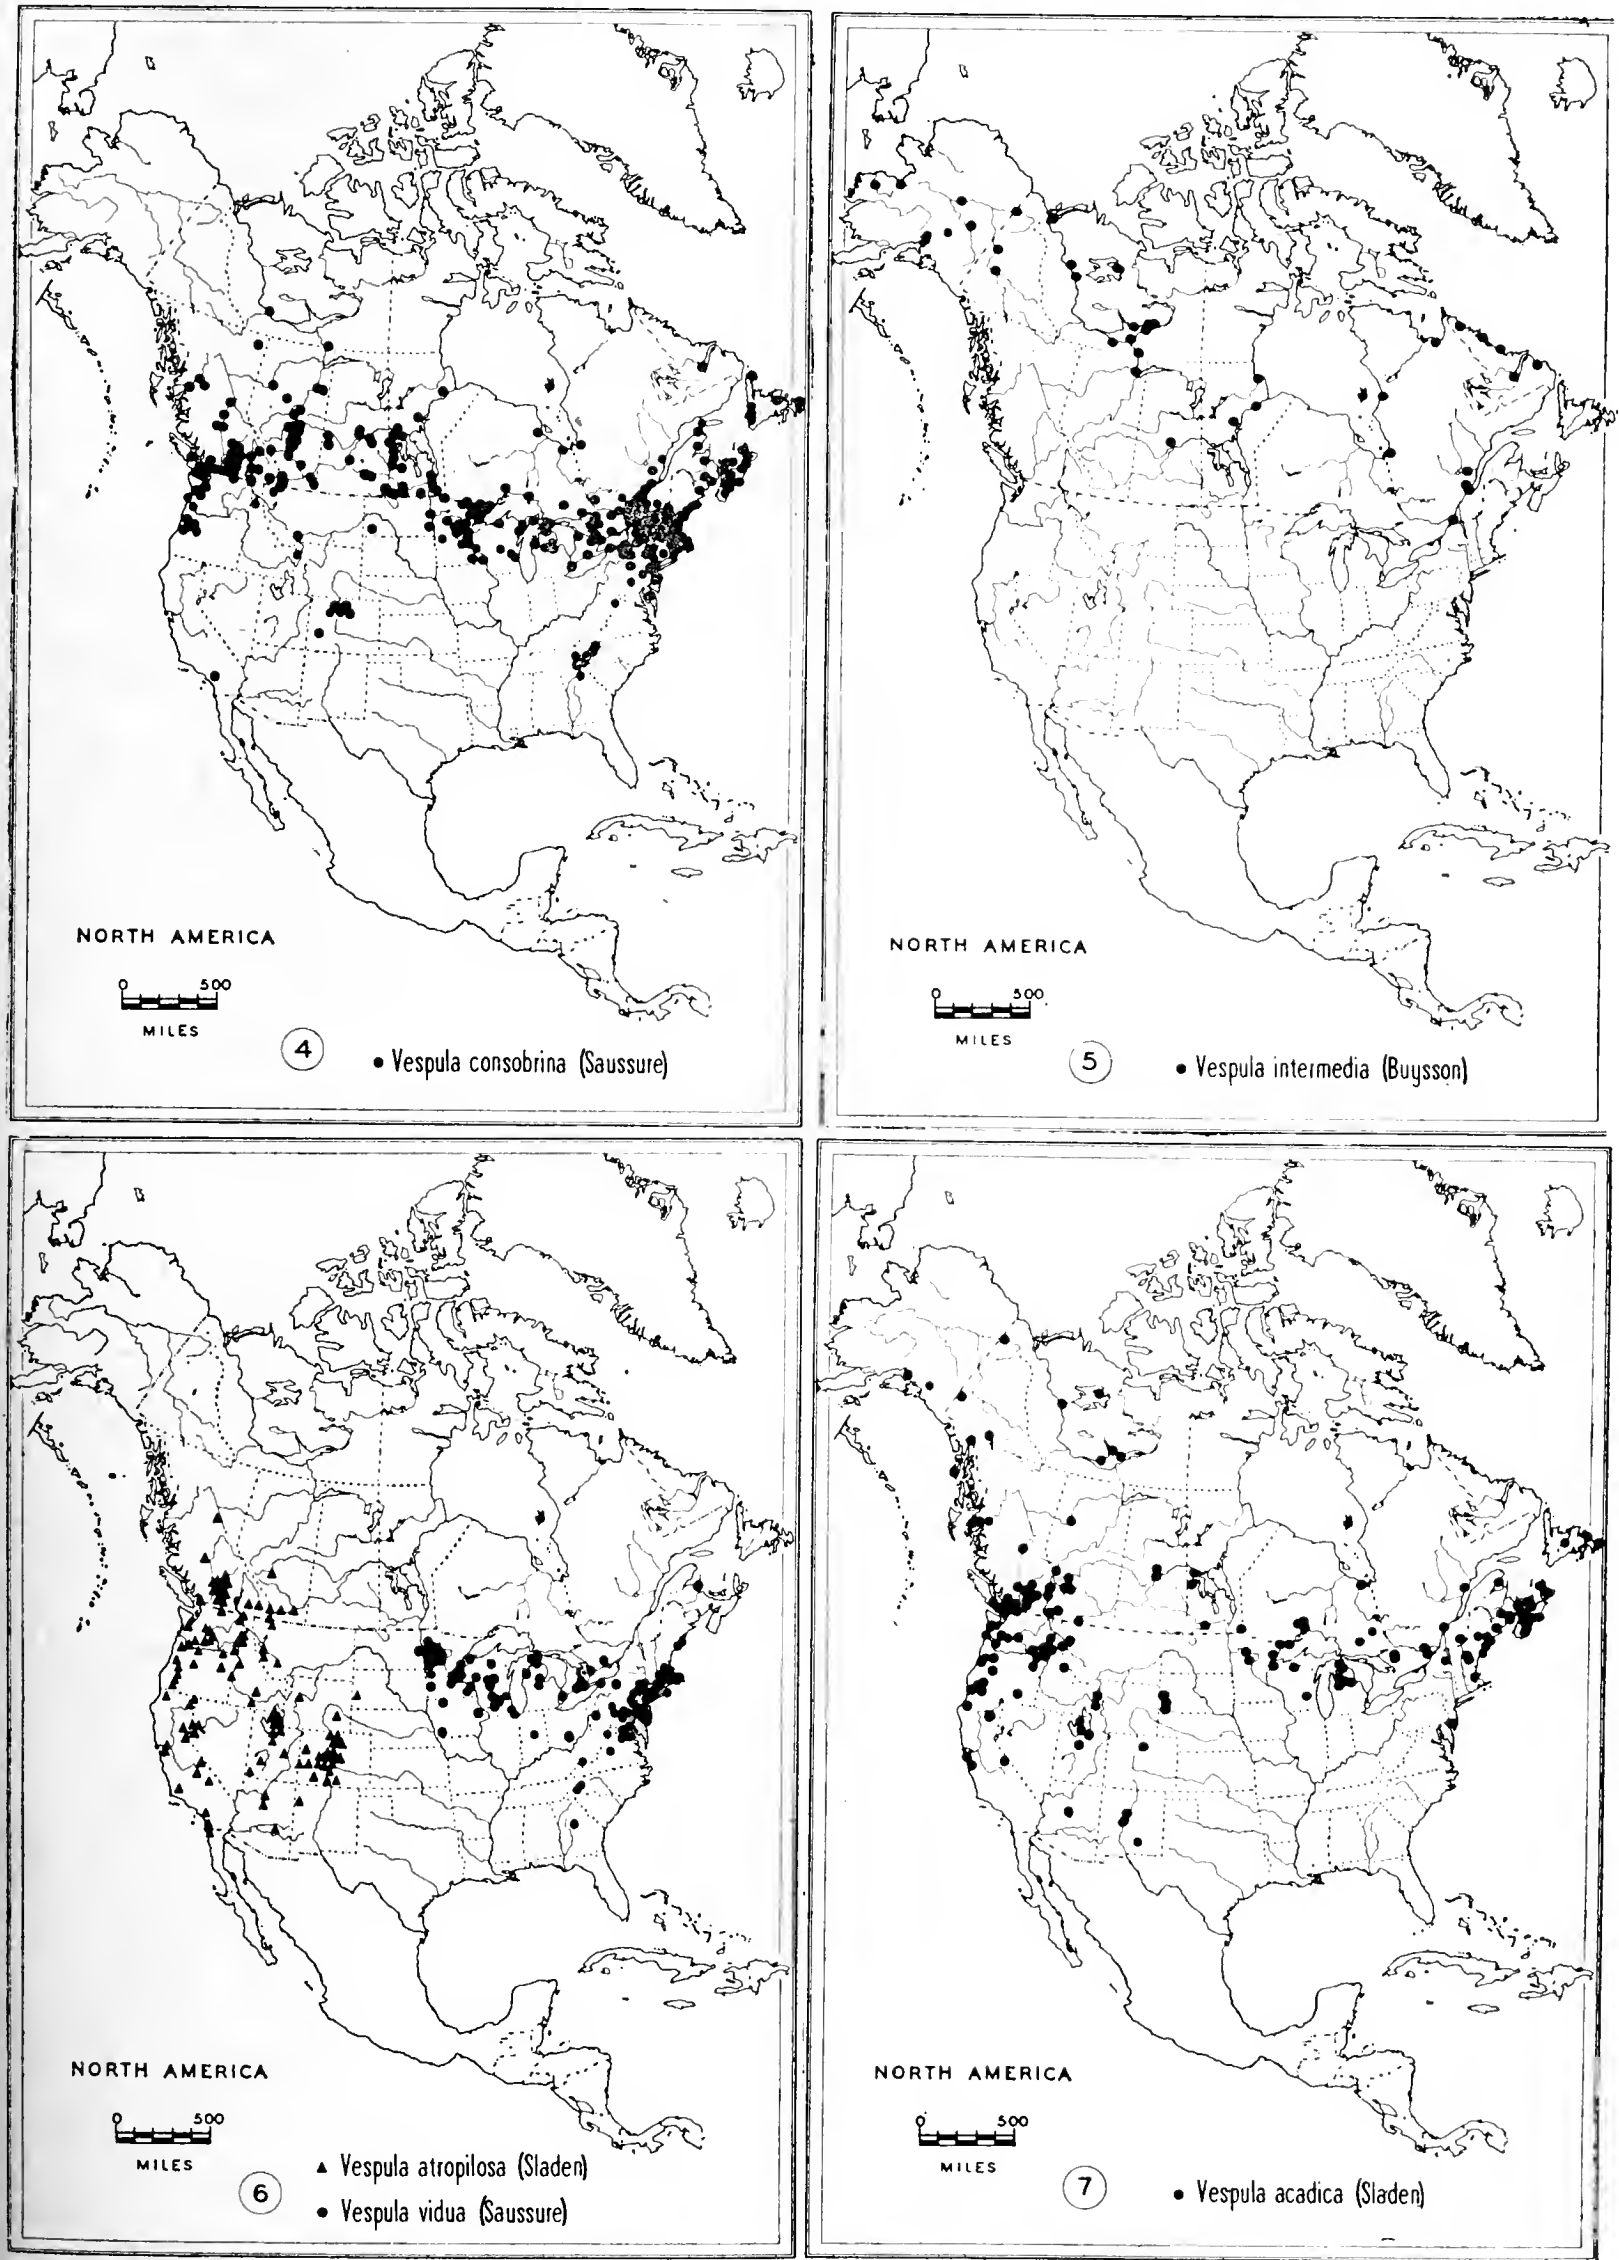 NORTH AMERICA
0 500
MILES
4
● Vespula consobrina (Saussure)
NORTH AMERICA
0 500
MILES
5
● Vespula intermedia (Buysson)
NORTH AMERICA
0 500
MILES
6
▲ Vespula atropilosa (Sladen)
● Vespula vidua (Saussure)
NORTH AMERICA
0 500
MILES
7
● Vespula acadica (Sladen)